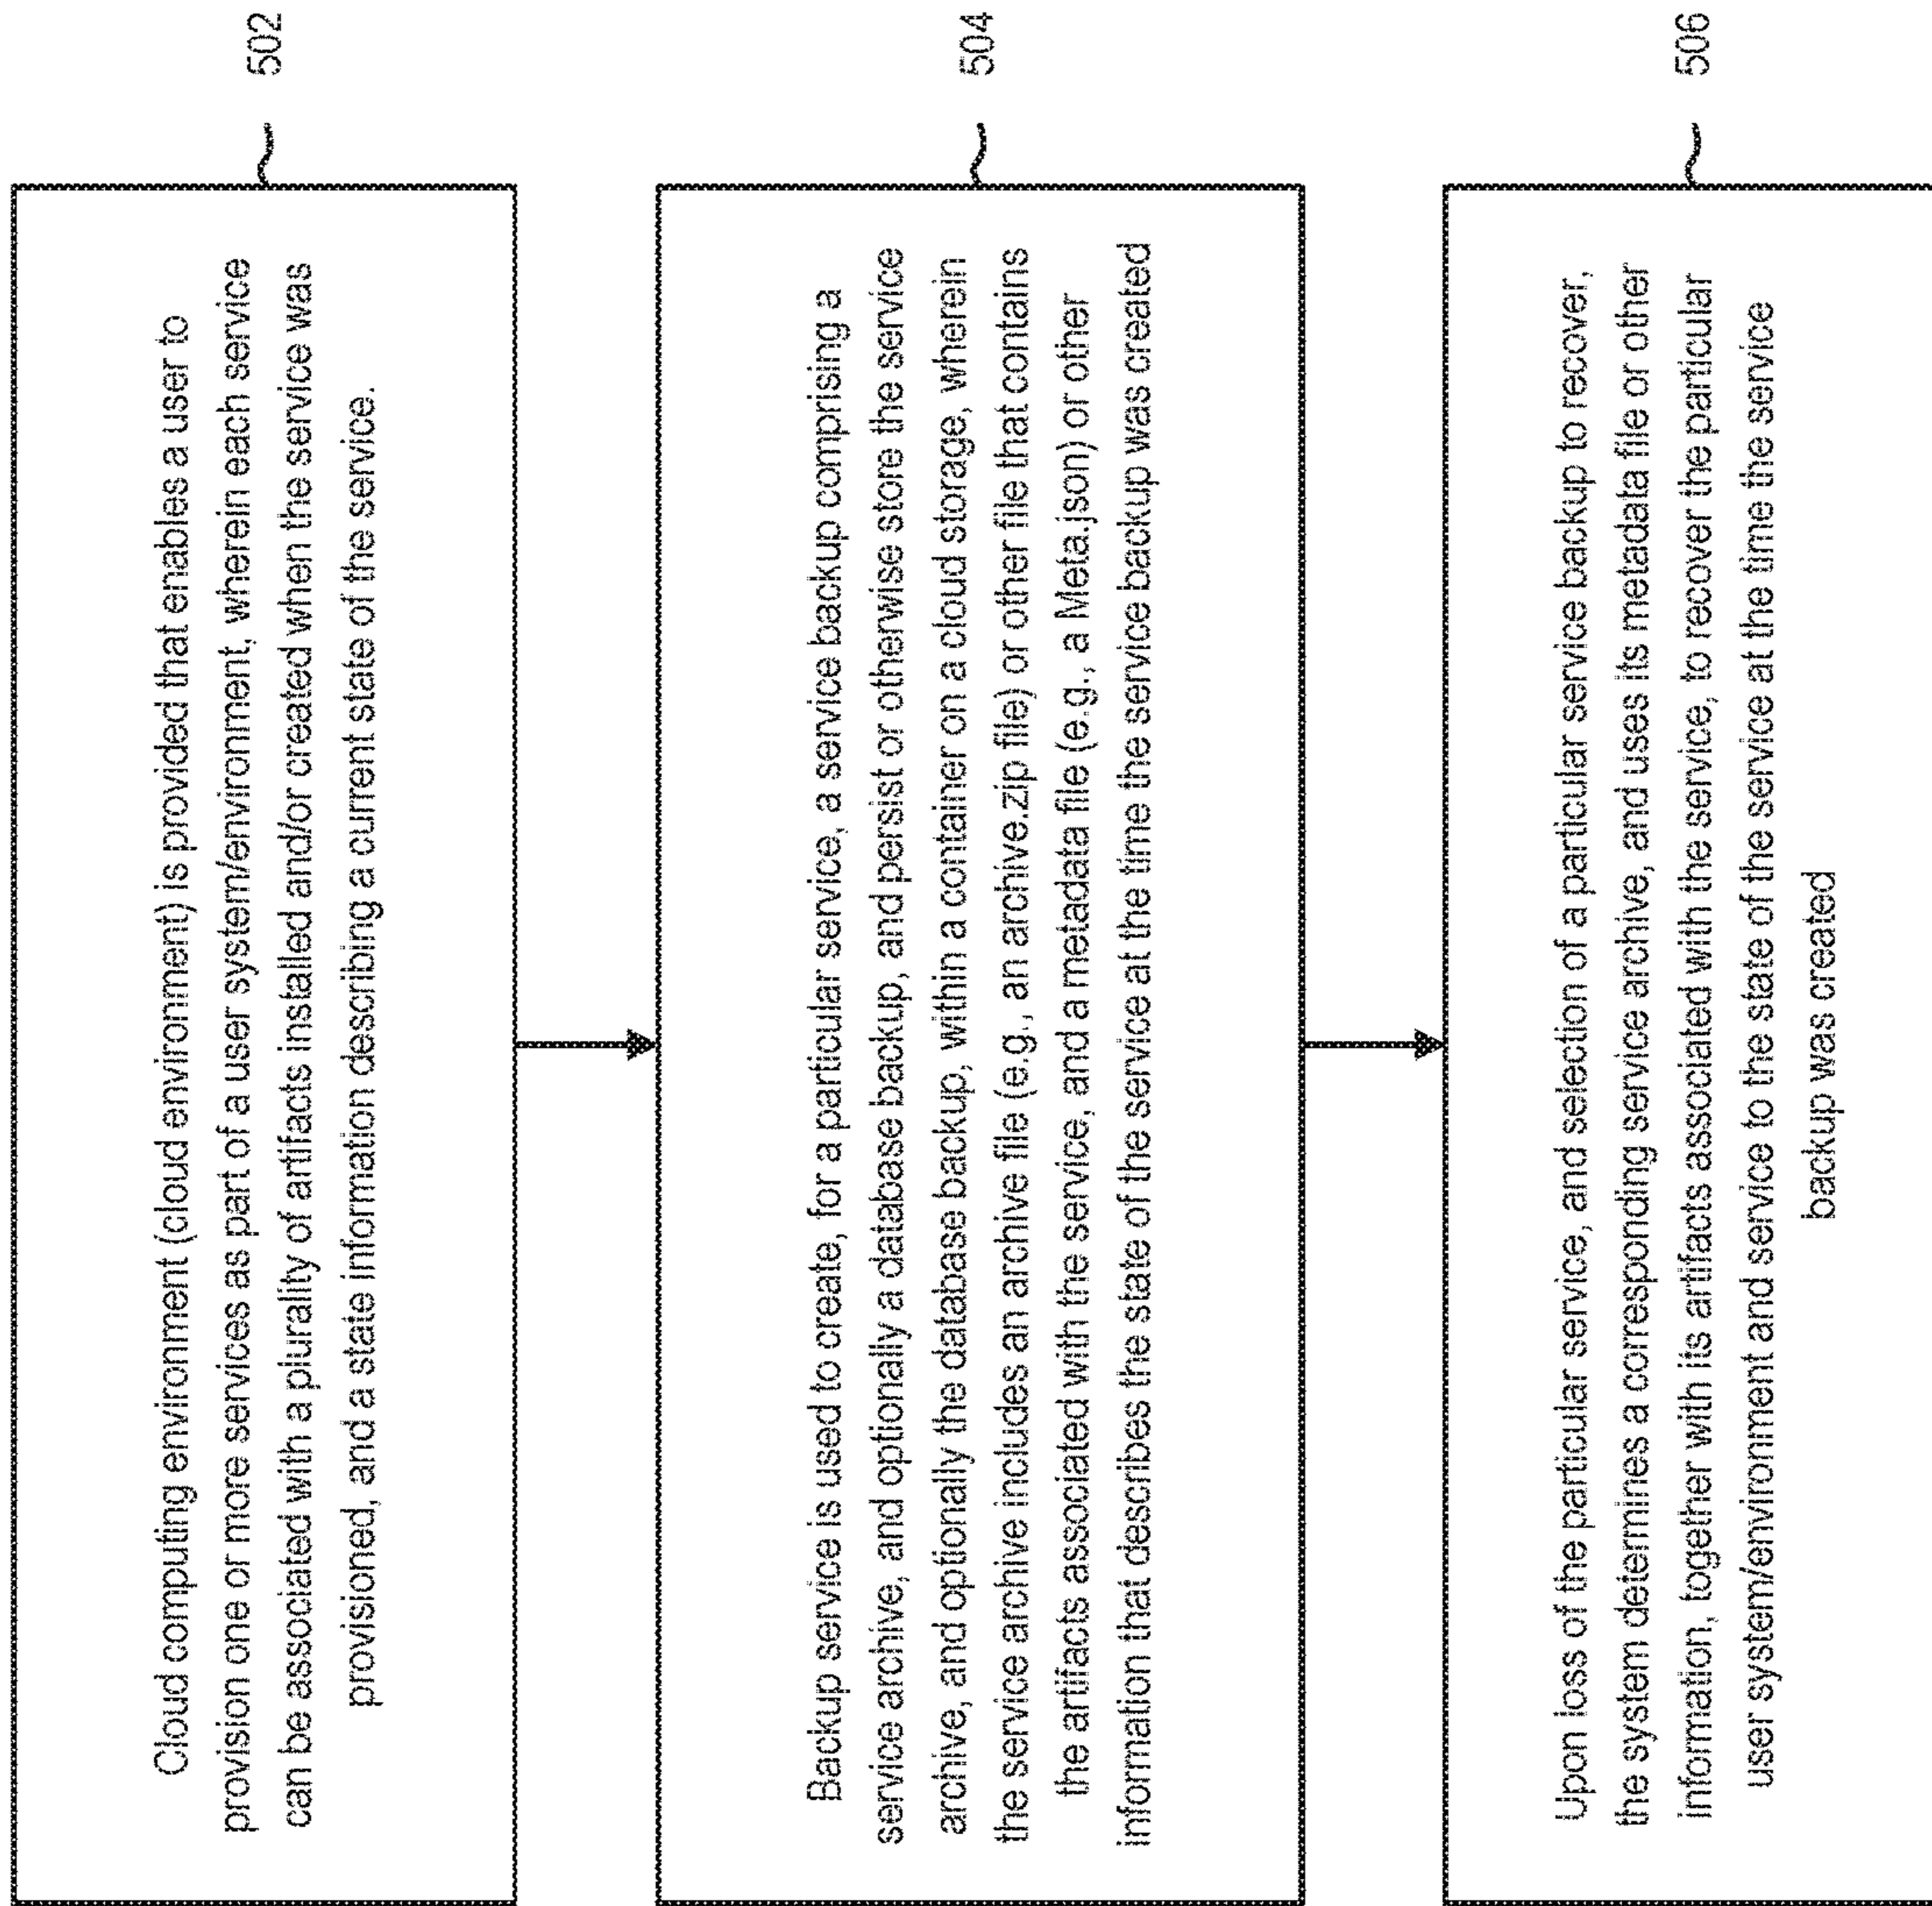 Cloud computing environment (cloud environment) is provided that enables a user to
provision one or more services as part of a user system/environment, wherein each service
can be associated with a plurality of artifacts installed and/or created when the service was
provisioned, and a state information describing a current state of the service.
502
Backup service is used to create, for a particular service, a service backup comprising a
service archive, and optionally a database backup, and persist or otherwise store the service
archive, and optionally the database backup, within a container on a cloud storage, wherein
the service archive includes an archive file (e.g., an archive.zip file) or other file that contains
the artifacts associated with the service, and a metadata file (e.g., a Meta.json) or other
information that describes the state of the service at the time the service backup was created
504
Upon loss of the particular service, and selection of a particular service backup to recover,
the system determines a corresponding service archive, and uses its metadata file or other
information, together with its artifacts associated with the service, to recover the particular
user system/environment and service to the state of the service at the time the service
backup was created
506